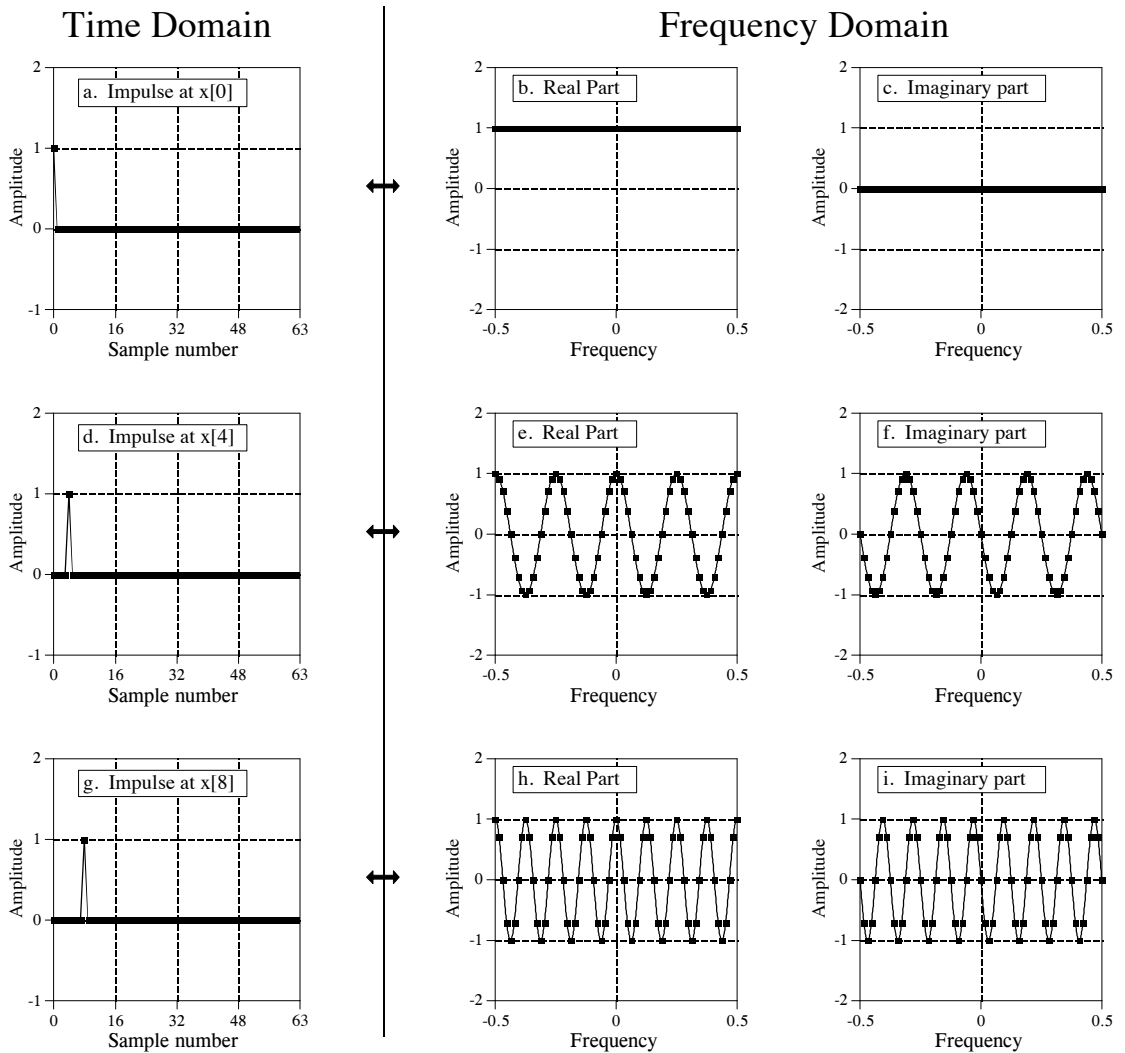 Time Domain
Frequency Domain
a. Impulse at x[0]
Amplitude
2
1
0
-1
0 16 32 48 63
Sample number
b. Real Part
Amplitude
2
1
0
-1
-2
-0.5 0 0.5
Frequency
c. Imaginary part
Amplitude
2
1
0
-1
-2
-0.5 0 0.5
Frequency
d. Impulse at x[4]
Amplitude
2
1
0
-1
0 16 32 48 63
Sample number
e. Real Part
Amplitude
2
1
0
-1
-2
-0.5 0 0.5
Frequency
f. Imaginary part
Amplitude
2
1
0
-1
-2
-0.5 0 0.5
Frequency
g. Impulse at x[8]
Amplitude
2
1
0
-1
0 16 32 48 63
Sample number
h. Real Part
Amplitude
2
1
0
-1
-2
-0.5 0 0.5
Frequency
i. Imaginary part
Amplitude
2
1
0
-1
-2
-0.5 0 0.5
Frequency